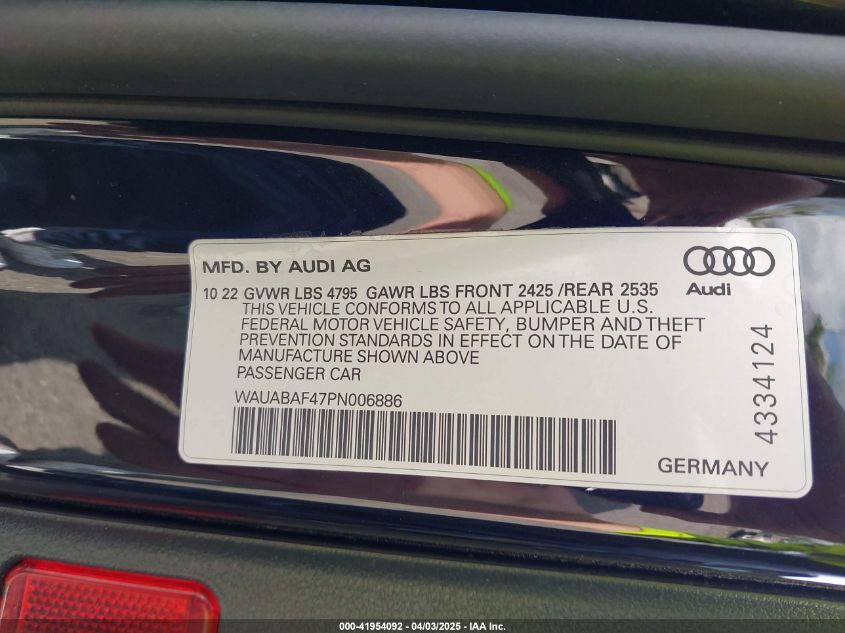 MFD. BY AUDI AG
Audi
10 22 GVWR LBS 4795 GAWR LBS FRONT 2425 /REAR 2535
THIS VEHICLE CONFORMS TO ALL APPLICABLE U.S.
FEDERAL MOTOR VEHICLE SAFETY, BUMPER AND THEFT
PREVENTION STANDARDS IN EFFECT ON THE DATE OF
MANUFACTURE SHOWN ABOVE
PASSENGER CAR
WAUABAF47PN006886
4334124
GERMANY
000-41954092 - 04/03/2025 - IAA Inc.